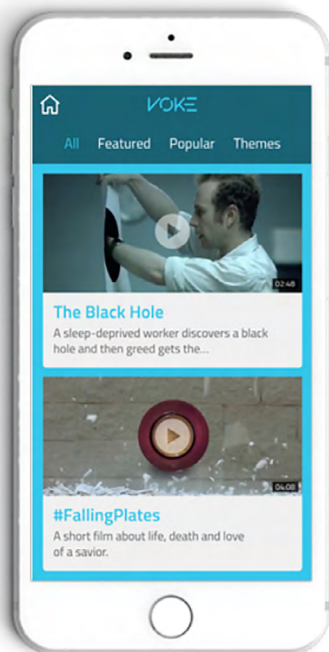 VOKE
All Featured Popular Themes
02:48
The Black Hole
A sleep-deprived worker discovers a black
hole and then greed gets the...
04:08
#FallingPlates
A short film about life, death and love
of a savior.